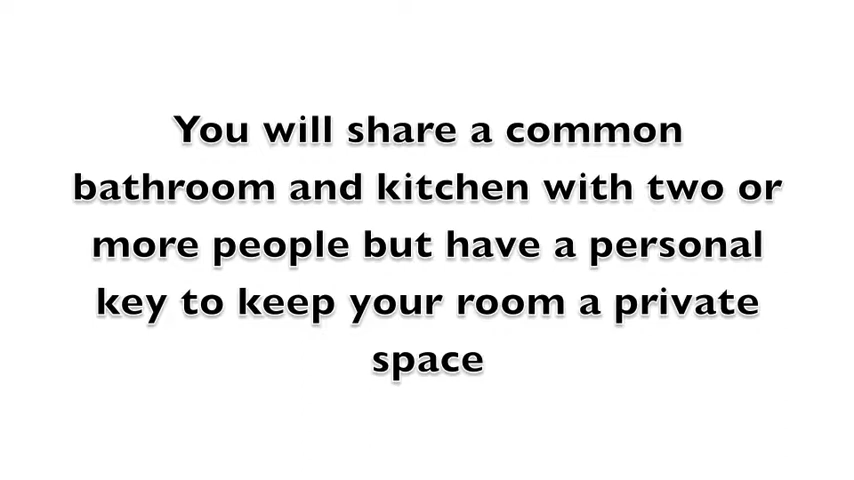 You will share a common
bathroom and kitchen with two or
more people but have a personal
key to keep your room a private
space